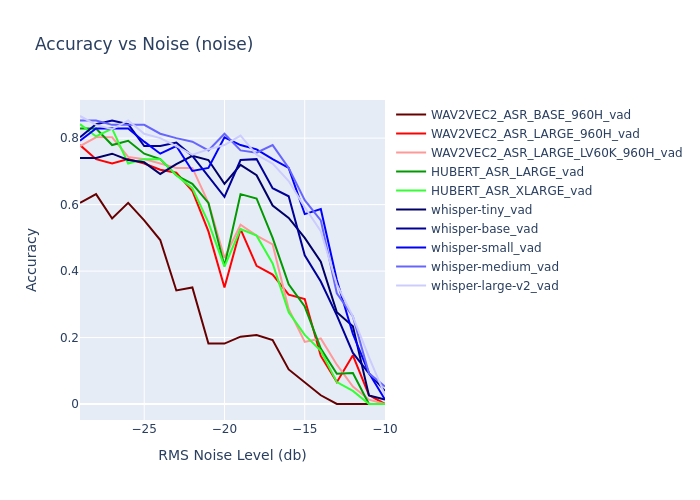 Accuracy vs Noise (noise)
WAV2VEC2_ASR_BASE_960H_vad
WAV2VEC2_ASR_LARGE_960H_vad
WAV2VEC2_ASR_LARGE_LV60K_960H_vad
HUBERT_ASR_LARGE_vad
HUBERT_ASR_XLARGE_vad
whisper-tiny_vad
whisper-base_vad
whisper-small_vad
whisper-medium_vad
whisper-large-v2_vad
Accuracy
0.8
0.6
0.4
0.2
0
−25
−20
−15
−10
RMS Noise Level (db)